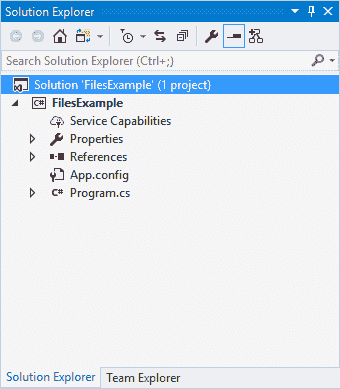 Solution Explorer
Search Solution Explorer (Ctrl+;)
Solution 'FilesExample' (1 project)
C# FilesExample
Service Capabilities
Properties
References
App.config
C# Program.cs
Solution Explorer Team Explorer